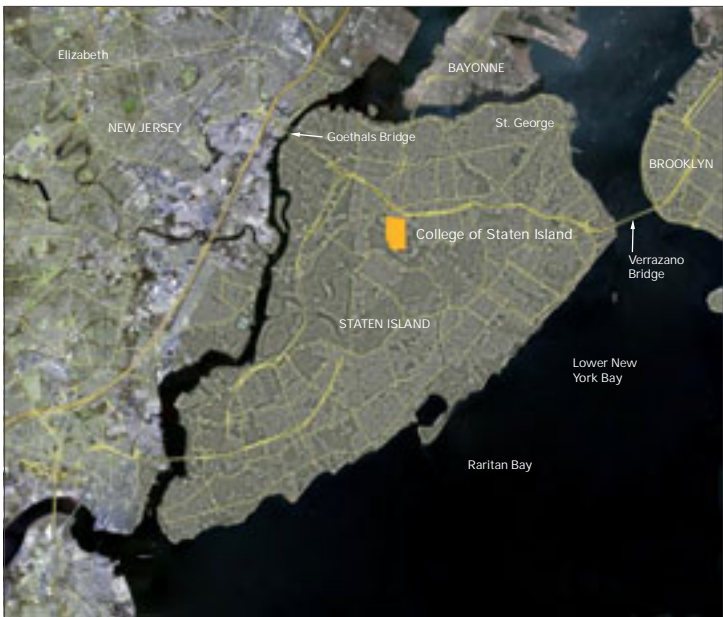 Elizabeth
BAYONNE
NEW JERSEY
St. George
Goethals Bridge
BROOKLYN
College of Staten Island
Verrazano
Bridge
STATEN ISLAND
Lower New
York Bay
Raritan Bay